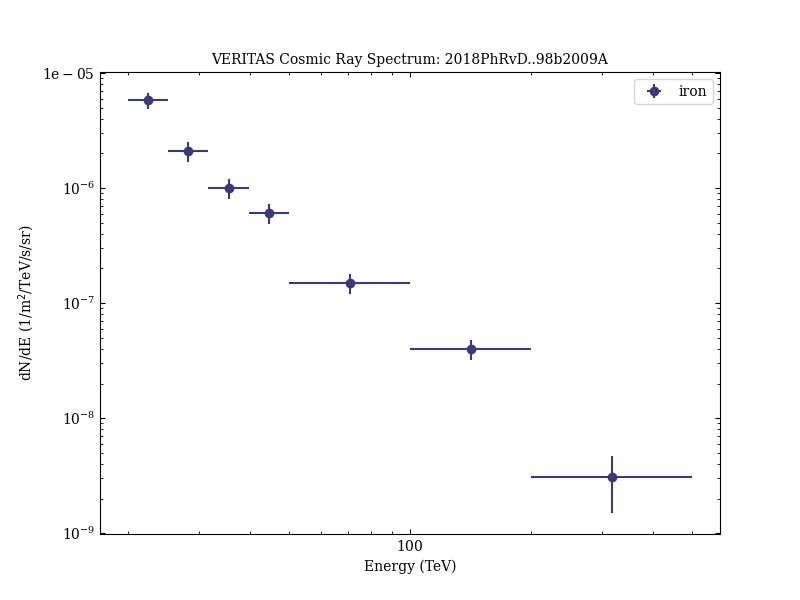 VERITAS Cosmic Ray Spectrum: 2018PhRvD..98b2009A
iron
1e−05
10⁻⁶
10⁻⁷
10⁻⁸
10⁻⁹
dN/dE (1/m²/TeV/s/sr)
100
Energy (TeV)